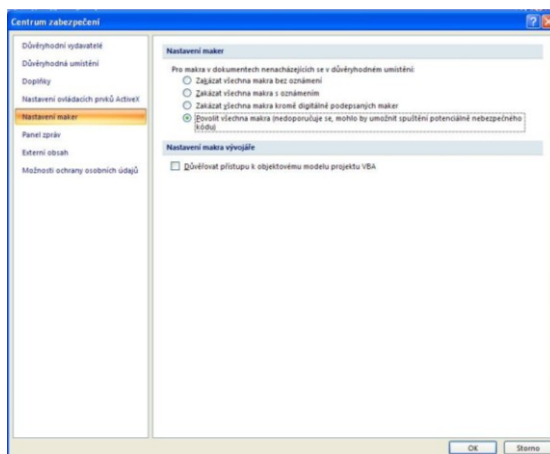 Centrum zabezpečení
Důvěryhodní vydavatelé
Důvěryhodná umístění
Doplňky
Nastavení ovládacích prvků ActiveX
Nastavení maker
Panel zpráv
Externí obsah
Možnosti ochrany osobních údajů
Nastavení maker
Pro makra v dokumentech nenacházejících se v důvěryhodném umístění:
Zakázat všechna makra bez oznámení
Zakázat všechna makra s oznámením
Zakázat všechna makra kromě digitálně podepsaných maker
Povolit všechna makra (nedoporučuje se, mohlo by umožnit spuštění potenciálně nebezpečného
kódu)
Nastavení makra vývojáře
Důvěřovat přístupu k objektovému modelu projektu VBA
OK
Storno